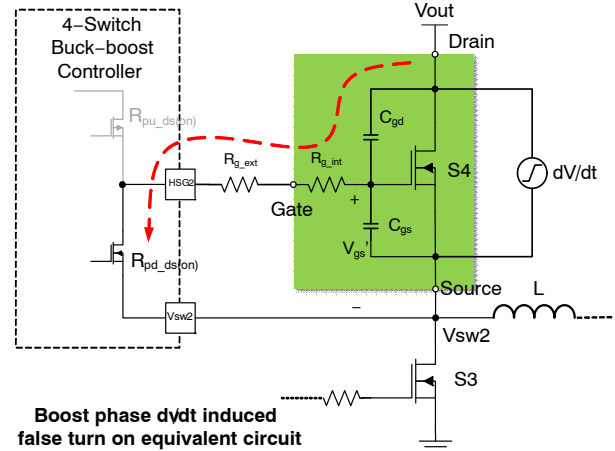 4-Switch
Buck-boost
Controller
Vout
Drain
Rpu_ds(on)
Cgd
Rg_ext
Rg_int
S4
dV/dt
HSG2
Gate
+
Cgs
Vgs'
Rpd_ds(on)
Source
L
Vsw2
-
Vsw2
S3
Boost phase dv/dt induced
false turn on equivalent circuit